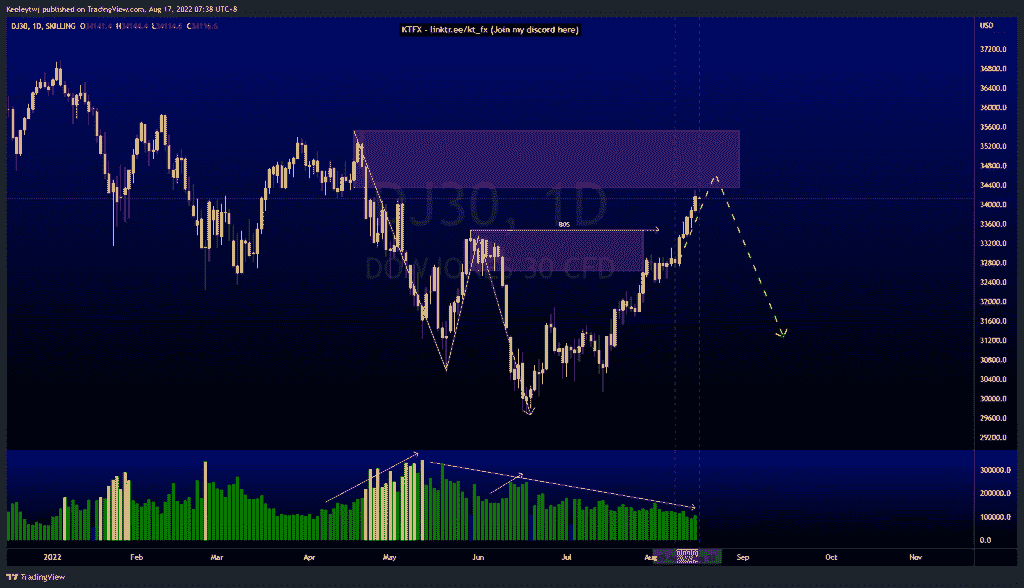 Keeleytwj published on TradingView.com, Aug 17, 2022 07:38 UTC-8
DJ30, 1D, SKILLING O34141.4 H34144.4 L34114.6 C34116.6
KTFX - linktr.ee/kt_fx (Join my discord here)
USD
37200.0
36800.0
36400.0
36000.0
35600.0
35200.0
34800.0
34400.0
34000.0
33600.0
33200.0
32800.0
32400.0
32000.0
31600.0
31200.0
30800.0
30400.0
30000.0
29600.0
29200.0
DJ30, 1D
DOW JONES 30 CFD
BOS
300000.0
200000.0
100000.0
0.0
2022 Feb Mar Apr May Jun Jul Aug Sep Oct Nov
TradingView